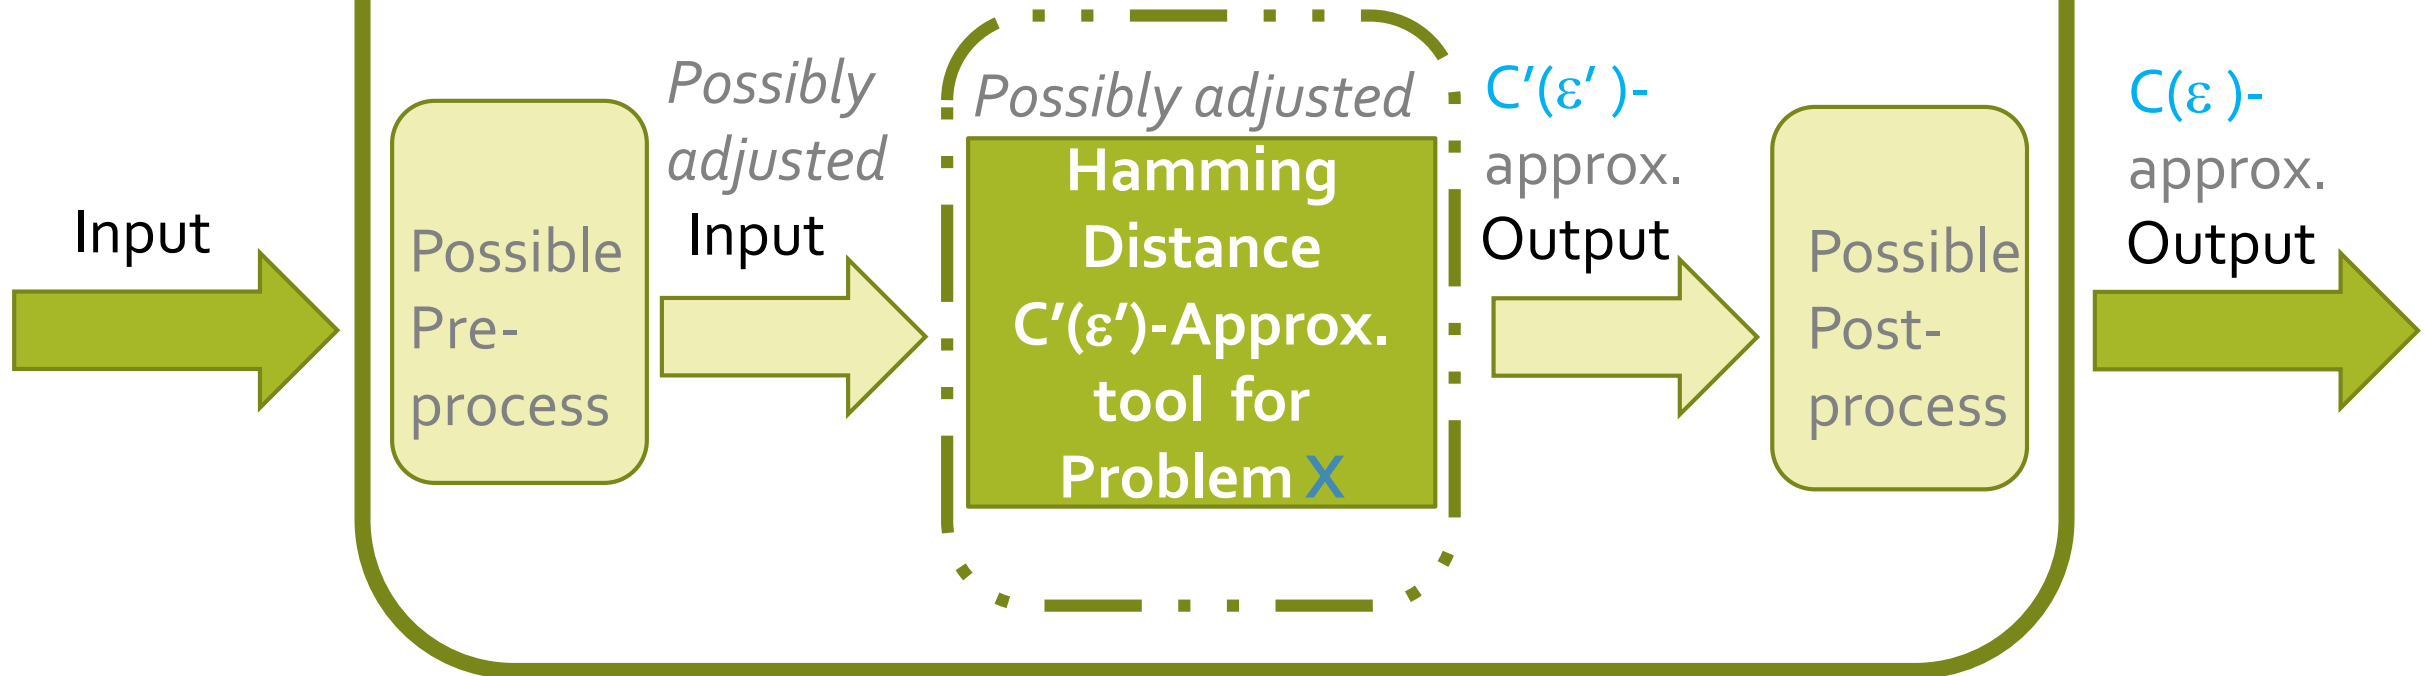 Input
Possible
Pre-
process
Possibly
adjusted
Input
Possibly adjusted
Hamming
Distance
C'(ε')-Approx.
tool for
Problem X
C'(ε' )-
approx.
Output
Possible
Post-
process
C(ε )-
approx.
Output